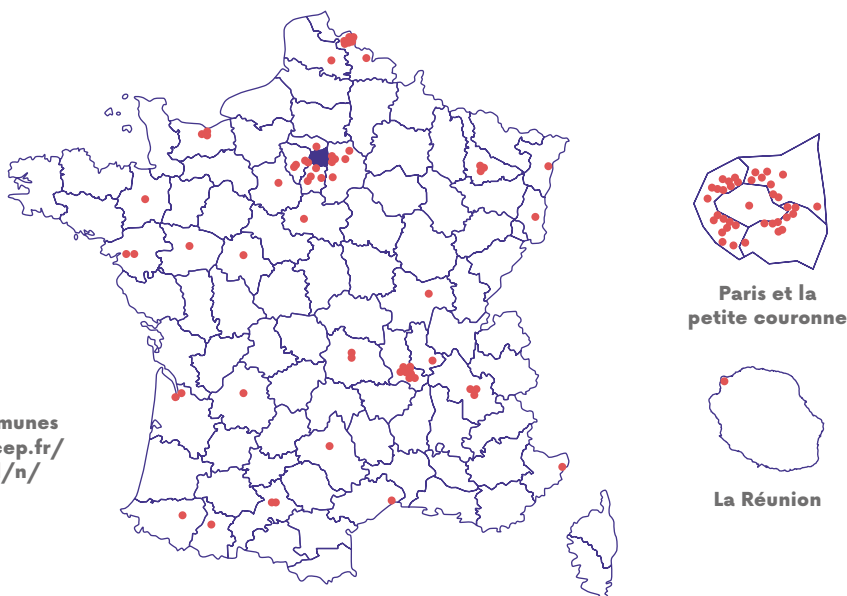 Paris et la
petite couronne
munes
cep.fr/
/n/
La Réunion